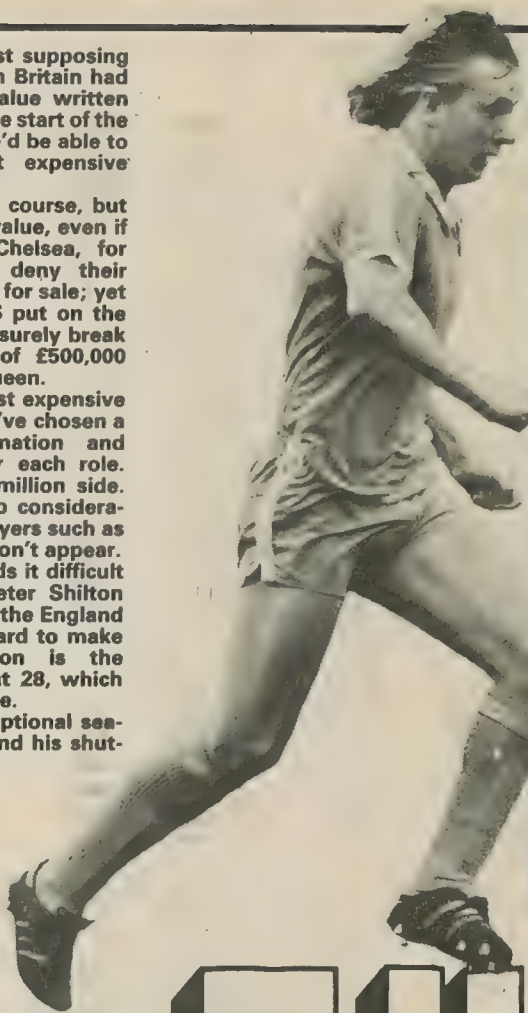 st supposing
n Britain had
alue written
e start of the
'd be able to
t expensive
course, but
value, even if
Chelsea, for
deny their
for sale; yet
S put on the
surely break
of £500,000
ueen.
st expensive
've chosen a
mation and
r each role.
million side.
o considera-
yers such as
on't appear.
ds it difficult
eter Shilton
the England
ard to make
on is the
at 28, which
e.
ptional sea-
nd his shut-